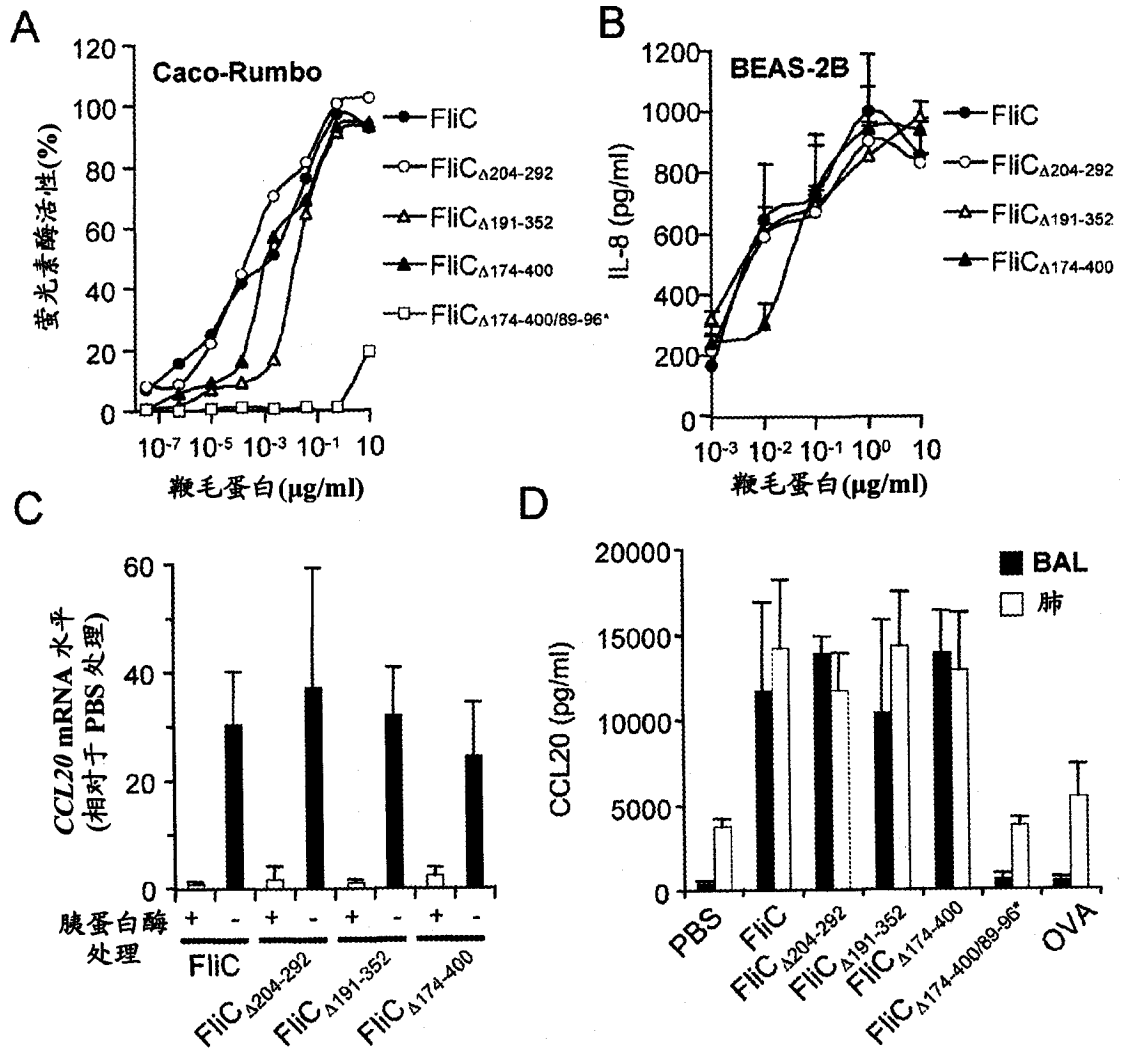 A
120
100
80
60
40
20
0
萤光素酶活性(%)
Caco-Rumbo
FliC
FliCΔ204-292
FliCΔ191-352
FliCΔ174-400
FliCΔ174-400/89-96*
10-7 10-5 10-3 10-1 10
鞭毛蛋白(μg/ml)
B
1200
1000
800
600
400
200
0
IL-8 (pg/ml)
BEAS-2B
FliC
FliCΔ204-292
FliCΔ191-352
FliCΔ174-400
10-3 10-2 10-1 100 10
鞭毛蛋白(μg/ml)
C
60
40
20
0
CCL20 mRNA 水平
(相对于 PBS 处理)
胰蛋白酶
处理
+ - + - + - + -
FliC
FliCΔ204-292
FliCΔ191-352
FliCΔ174-400
D
20000
15000
10000
5000
0
CCL20 (pg/ml)
BAL
肺
PBS
FliC
FliCΔ204-292
FliCΔ191-352
FliCΔ174-400
FliCΔ174-400/89-96*
OVA